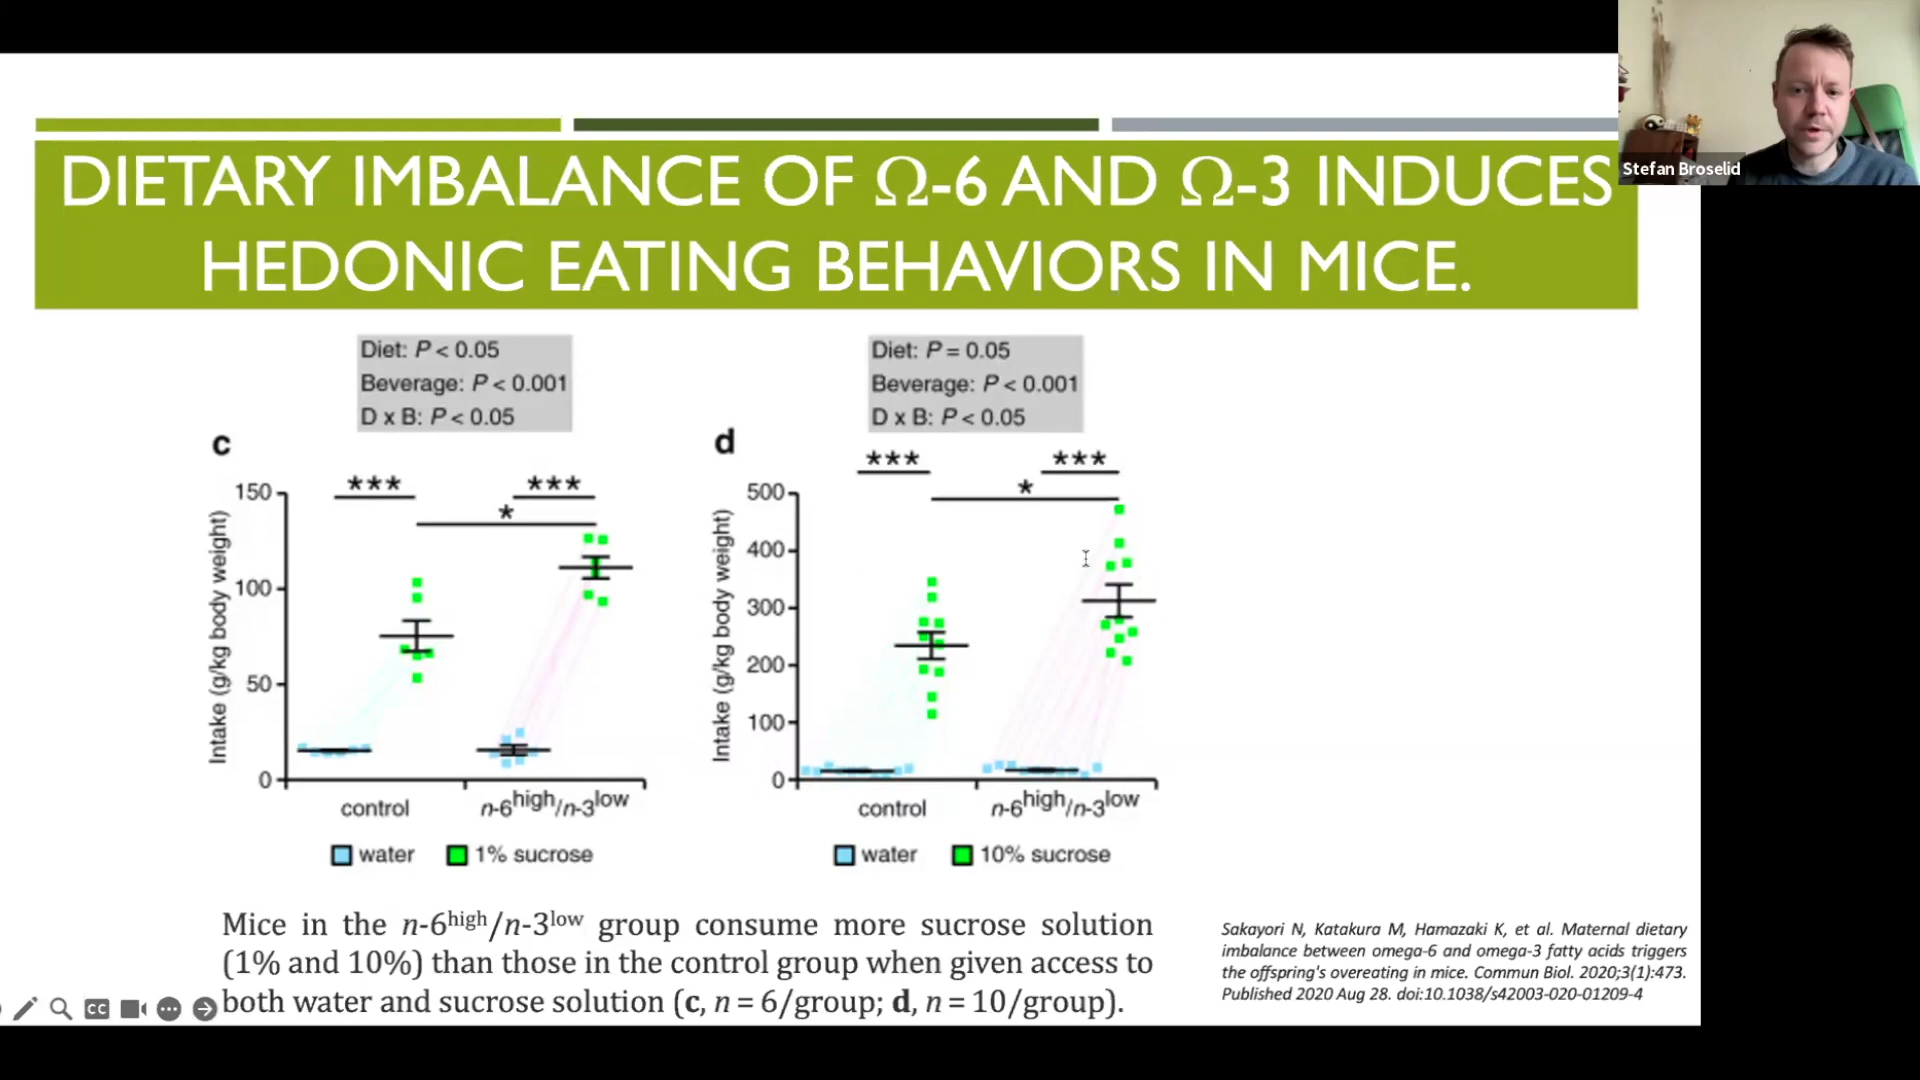 Stefan Broselid
DIETARY IMBALANCE OF Ω-6 AND Ω-3 INDUCES
HEDONIC EATING BEHAVIORS IN MICE.
Diet: P < 0.05
Beverage: P < 0.001
D x B: P < 0.05
c
***
***
*
150
100
50
0
Intake (g/kg body weight)
control
n-6high/n-3low
water
1% sucrose
Diet: P = 0.05
Beverage: P < 0.001
D x B: P < 0.05
d
***
***
*
500
400
300
200
100
0
Intake (g/kg body weight)
control
n-6high/n-3low
water
10% sucrose
Mice in the n-6high/n-3low group consume more sucrose solution
(1% and 10%) than those in the control group when given access to
both water and sucrose solution (c, n = 6/group; d, n = 10/group).
Sakayori N, Katakura M, Hamazaki K, et al. Maternal dietary
imbalance between omega-6 and omega-3 fatty acids triggers
the offspring's overeating in mice. Commun Biol. 2020;3(1):473.
Published 2020 Aug 28. doi:10.1038/s42003-020-01209-4
CC